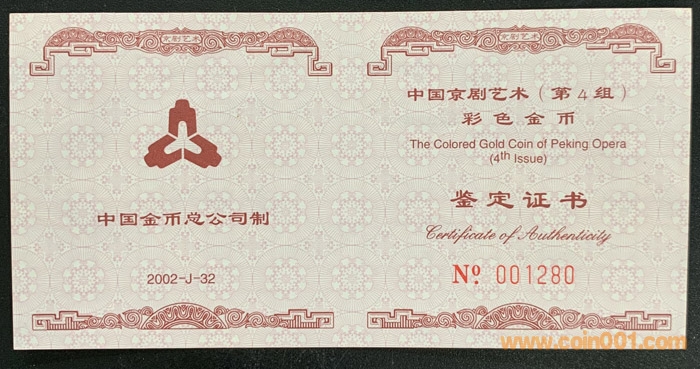 京剧艺术
中国金币总公司制
2002-J-32
京剧艺术
中国京剧艺术（第4组）
彩色金币
The Colored Gold Coin of Peking Opera
(4th Issue)
鉴定证书
Certificate of Authenticity
Nº. 001280
www.coin001.com